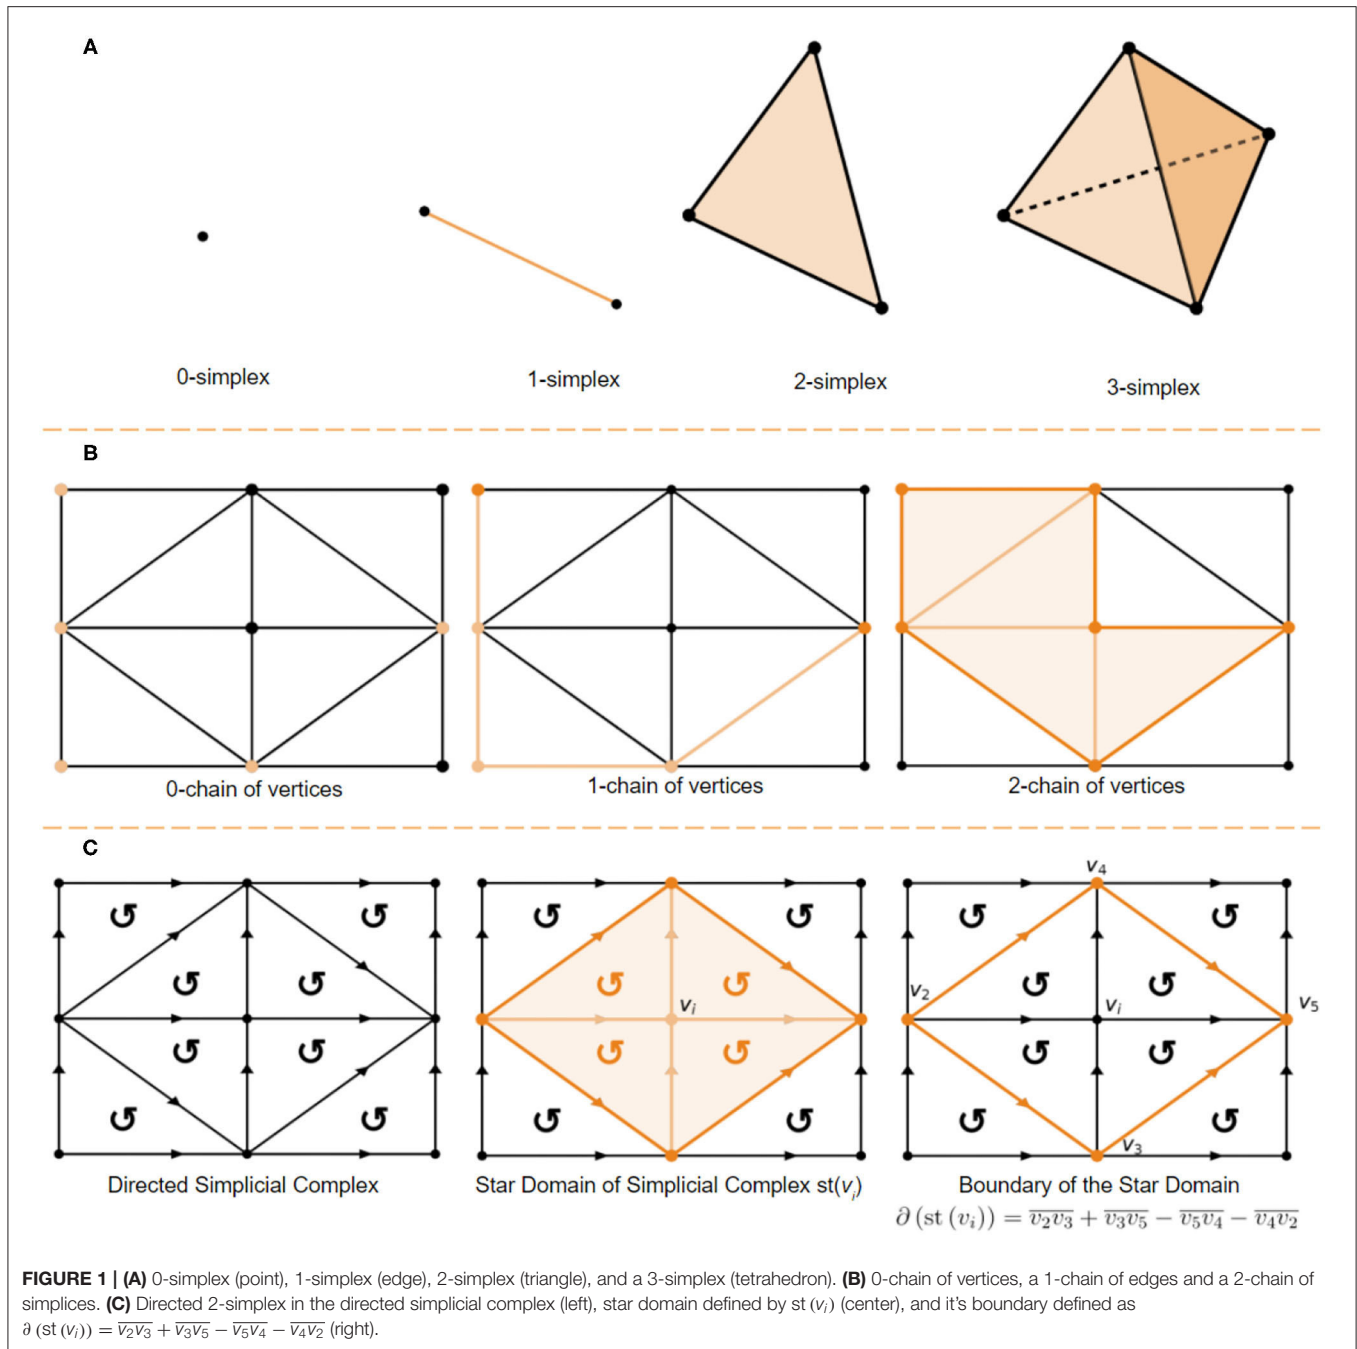 A
0-simplex
1-simplex
2-simplex
3-simplex
B
0-chain of vertices
1-chain of vertices
2-chain of vertices
C
v4
v2
vi
v5
v3
vi
Directed Simplicial Complex
Star Domain of Simplicial Complex st(vi)
Boundary of the Star Domain
∂ (st (vi)) = v2v3 + v3v5 − v5v4 − v4v2
FIGURE 1 | (A) 0-simplex (point), 1-simplex (edge), 2-simplex (triangle), and a 3-simplex (tetrahedron). (B) 0-chain of vertices, a 1-chain of edges and a 2-chain of
simplices. (C) Directed 2-simplex in the directed simplicial complex (left), star domain defined by st (vi) (center), and it's boundary defined as
∂ (st (vi)) = v2v3 + v3v5 − v5v4 − v4v2 (right).